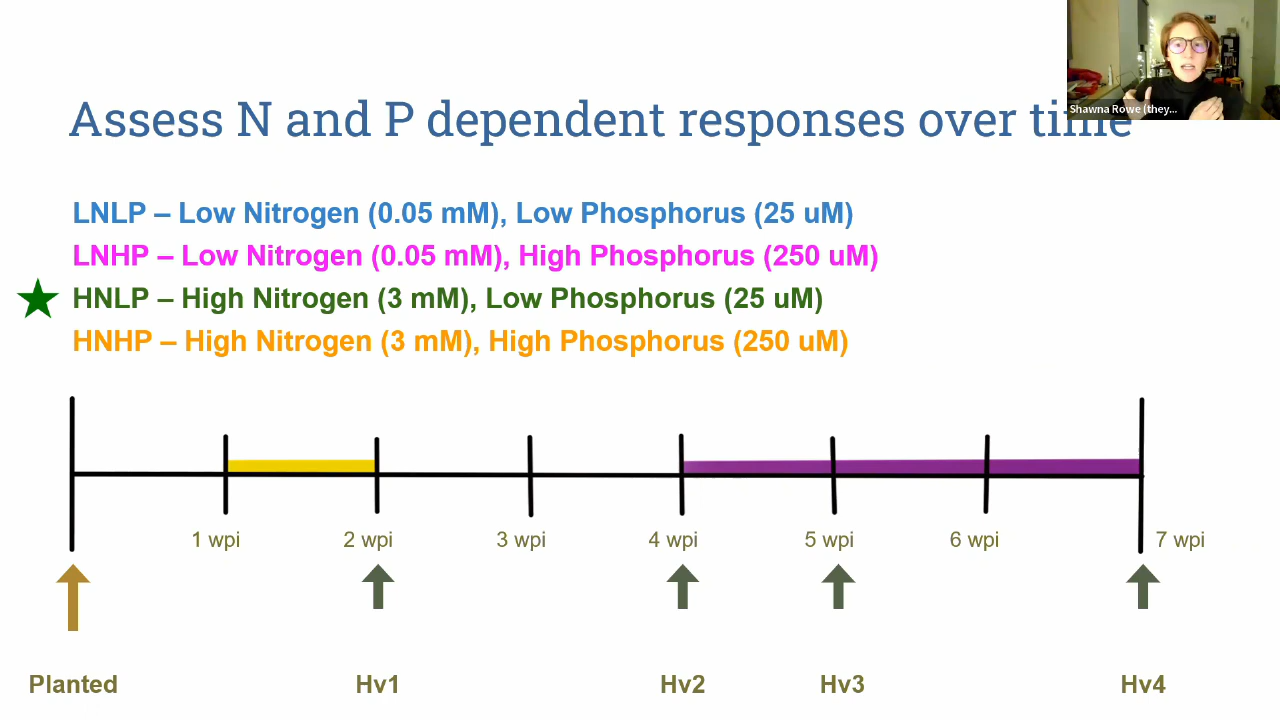 Shawna Rowe (they...
Assess N and P dependent responses over time
LNLP – Low Nitrogen (0.05 mM), Low Phosphorus (25 uM)
LNHP – Low Nitrogen (0.05 mM), High Phosphorus (250 uM)
HNLP – High Nitrogen (3 mM), Low Phosphorus (25 uM)
HNHP – High Nitrogen (3 mM), High Phosphorus (250 uM)
1 wpi 2 wpi 3 wpi 4 wpi 5 wpi 6 wpi 7 wpi
Planted Hv1 Hv2 Hv3 Hv4